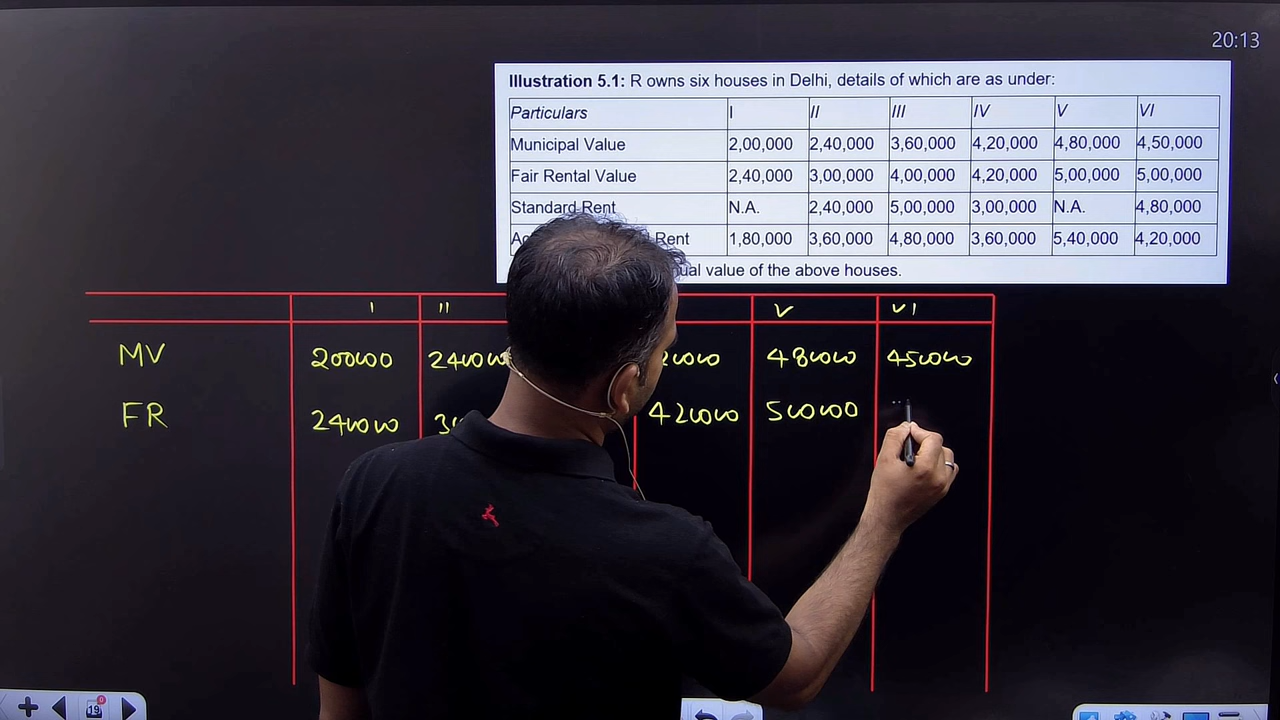 20:13
Illustration 5.1: R owns six houses in Delhi, details of which are as under:
Particulars I II III IV V VI
Municipal Value 2,00,000 2,40,000 3,60,000 4,20,000 4,80,000 4,50,000
Fair Rental Value 2,40,000 3,00,000 4,00,000 4,20,000 5,00,000 5,00,000
Standard Rent N.A. 2,40,000 5,00,000 3,00,000 N.A. 4,80,000
Rent 1,80,000 3,60,000 4,80,000 3,60,000 5,40,000 4,20,000
value of the above houses.
I II V VI
MV 200000 240000 480000 450000
FR 240000 420000 500000
19